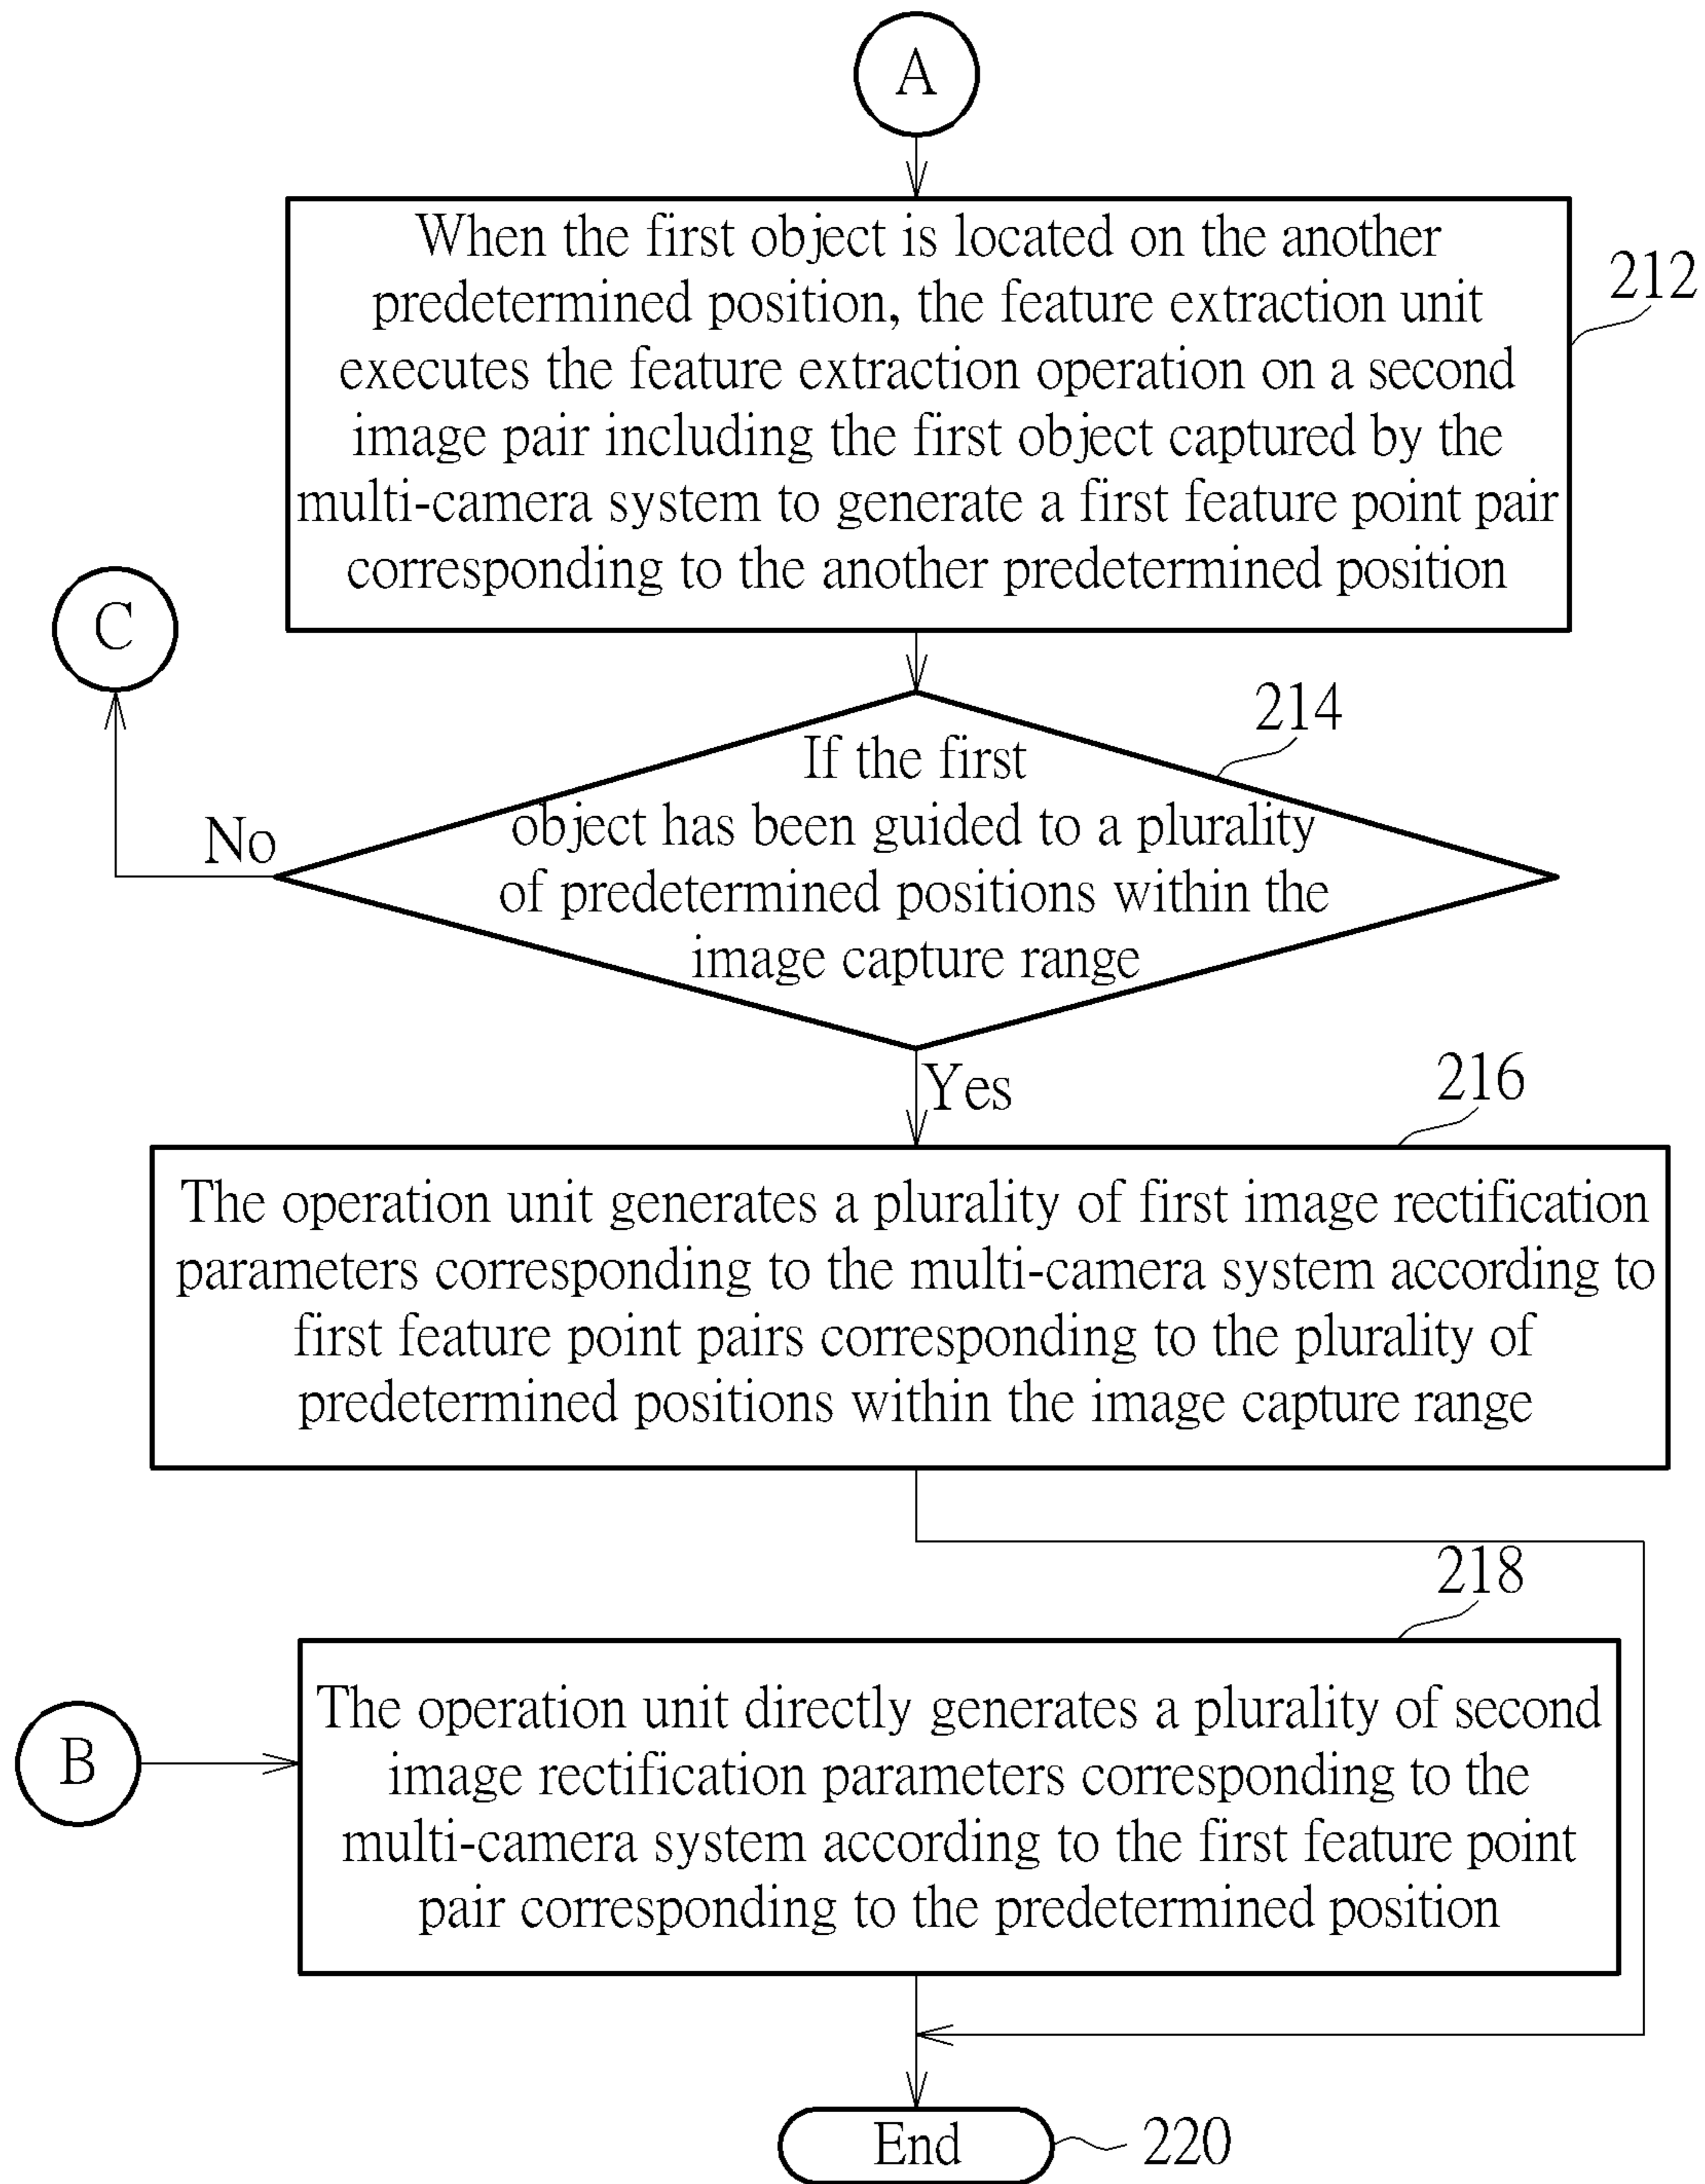 A
When the first object is located on the another
predetermined position, the feature extraction unit
executes the feature extraction operation on a second
image pair including the first object captured by the
multi-camera system to generate a first feature point pair
corresponding to the another predetermined position
212
C
214
If the first
object has been guided to a plurality
of predetermined positions within the
image capture range
No
Yes
216
The operation unit generates a plurality of first image rectification
parameters corresponding to the multi-camera system according to
first feature point pairs corresponding to the plurality of
predetermined positions within the image capture range
218
B
The operation unit directly generates a plurality of second
image rectification parameters corresponding to the
multi-camera system according to the first feature point
pair corresponding to the predetermined position
End
220